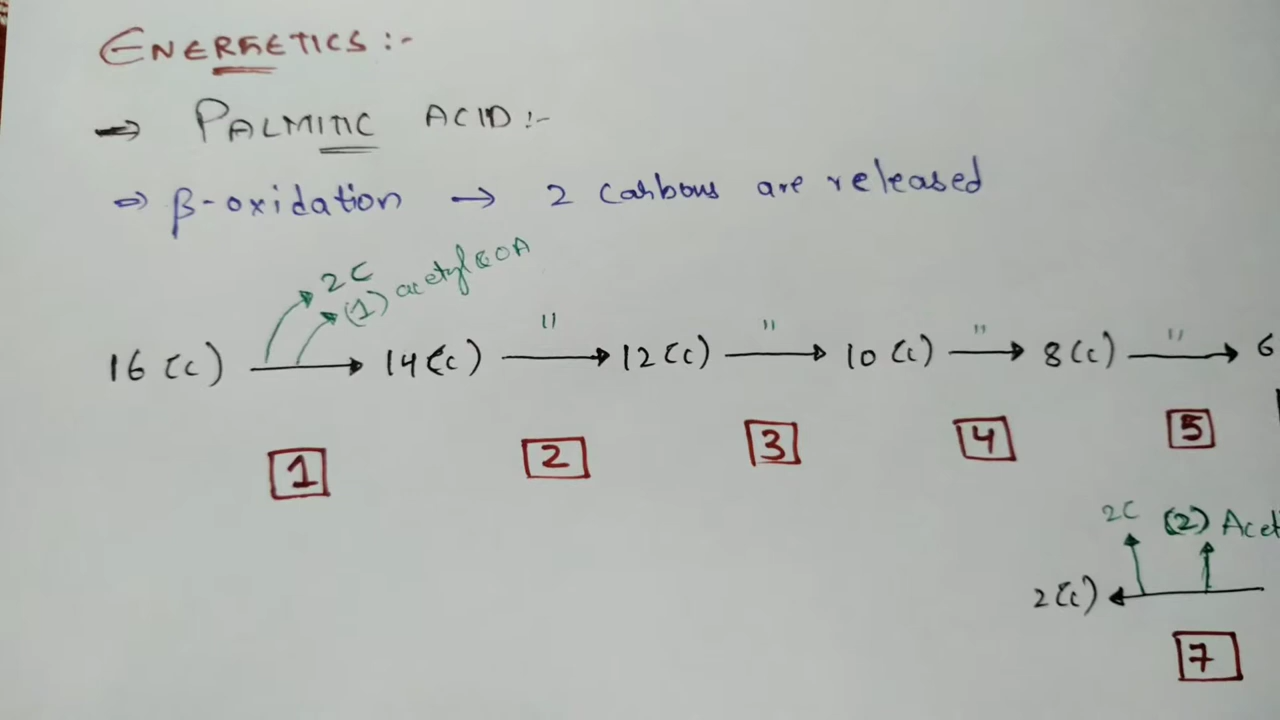 ENERGETICS :-
→ PALMITIC ACID :-
⇒ β-oxidation → 2 carbons are released
2C
(1) acetyl COA
16 (c) → 14 (c) " → 12 (c) " → 10 (c) " → 8 (c) " → 6
1 2 3 4 5
2C (2) Acet
2 (c) ←
7